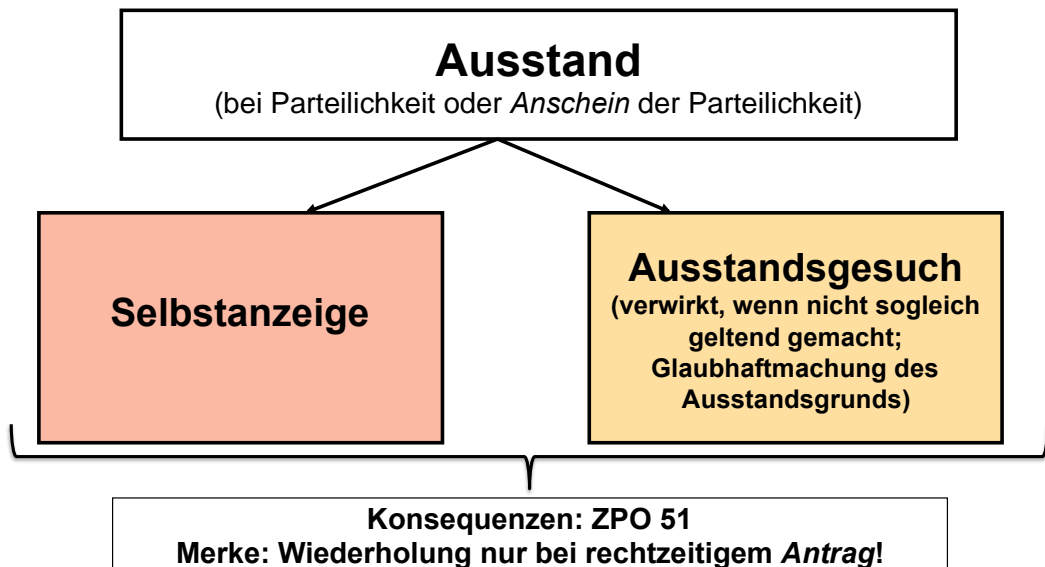 Ausstand
(bei Parteilichkeit oder Anschein der Parteilichkeit)
Selbstanzeige
Ausstandsgesuch
(verwirkt, wenn nicht sogleich
geltend gemacht;
Glaubhaftmachung des
Ausstandsgrunds)
Konsequenzen: ZPO 51
Merke: Wiederholung nur bei rechtzeitigem Antrag!